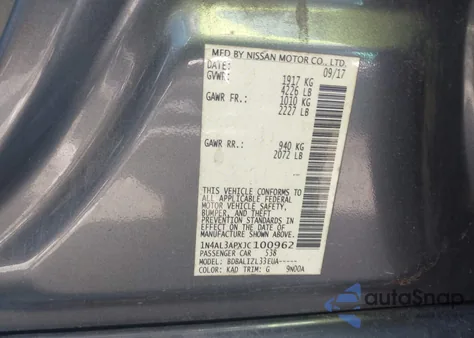 MFD BY NISSAN MOTOR CO., LTD.
DATE: 09/17
GVWR: 1917 KG
4226 LB
GAWR FR.: 1010 KG
2227 LB
GAWR RR.: 940 KG
2072 LB
THIS VEHICLE CONFORMS TO
ALL APPLICABLE FEDERAL
MOTOR VEHICLE SAFETY,
BUMPER, AND THEFT
PREVENTION STANDARDS IN
EFFECT ON THE DATE OF
MANUFACTURE SHOWN ABOVE.
1N4AL3APXJC100962
PASSENGER CAR 538
MODEL: BDBALIZL33EUA-----
COLOR: KAD TRIM: G 9N00A
autoSnap